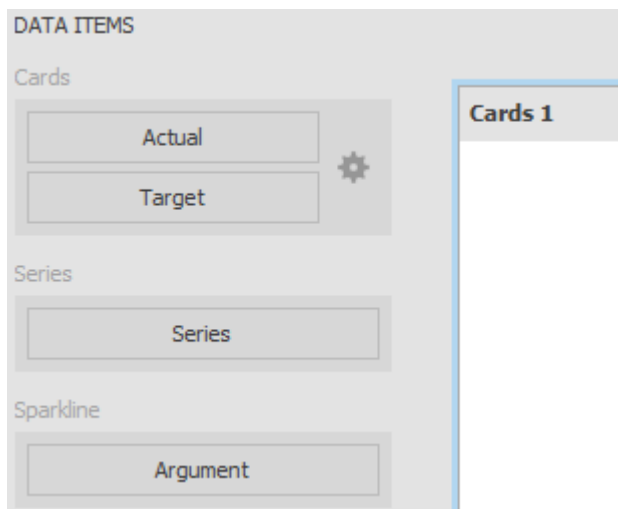 DATA ITEMS
Cards
Actual
Target
Series
Series
Sparkline
Argument
Cards 1